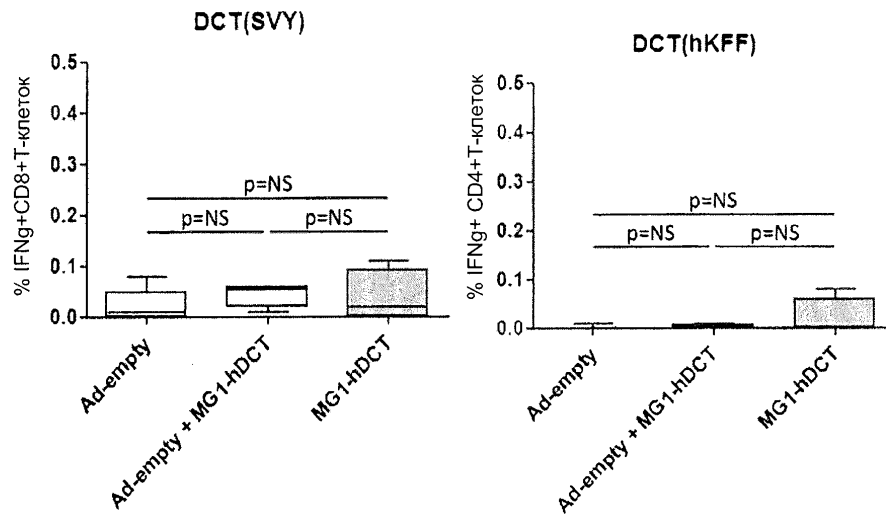 DCT(SVY)
% IFNg+CD8+T-клеток
0.5
0.4
0.3
0.2
0.1
0.0
p=NS
p=NS
p=NS
Ad-empty
Ad-empty + MG1-hDCT
MG1-hDCT
DCT(hKFF)
% IFNg+ CD4+T-клеток
0.5
0.4
0.3
0.2
0.1
0.0
p=NS
p=NS
p=NS
Ad-empty
Ad-empty + MG1-hDCT
MG1-hDCT